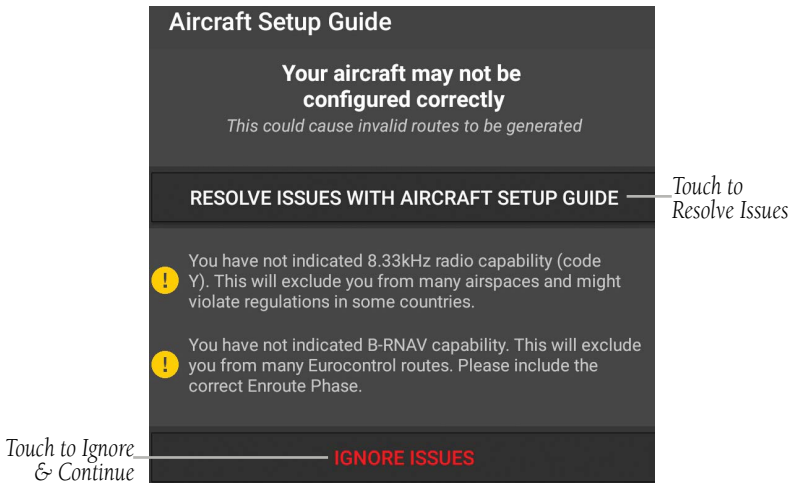 Aircraft Setup Guide
Your aircraft may not be
configured correctly
This could cause invalid routes to be generated
RESOLVE ISSUES WITH AIRCRAFT SETUP GUIDE
Touch to
Resolve Issues
You have not indicated 8.33kHz radio capability (code
Y). This will exclude you from many airspaces and might
violate regulations in some countries.
You have not indicated B-RNAV capability. This will exclude
you from many Eurocontrol routes. Please include the
correct Enroute Phase.
Touch to Ignore
& Continue
IGNORE ISSUES